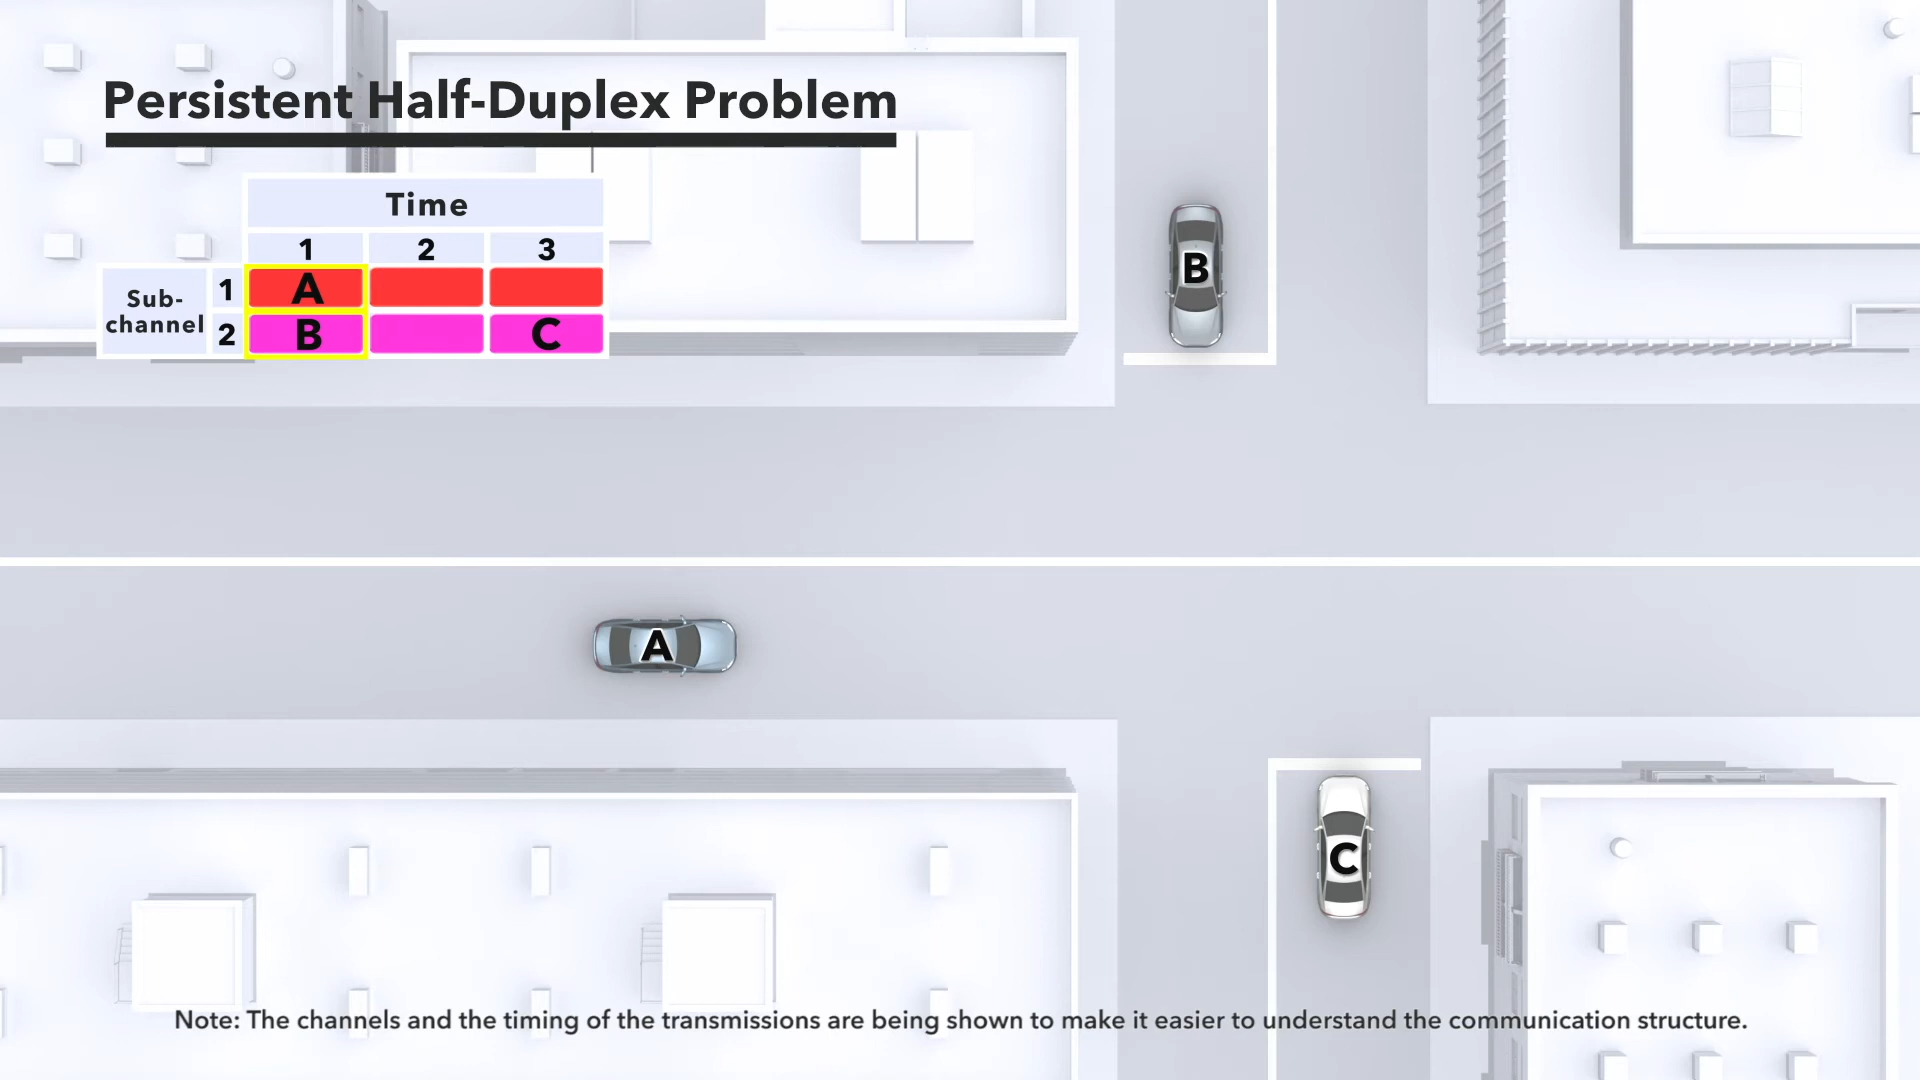 Persistent Half-Duplex Problem
Time
1 2 3
Sub-
channel
1 A
2 B C
B
A
C
Note: The channels and the timing of the transmissions are being shown to make it easier to understand the communication structure.